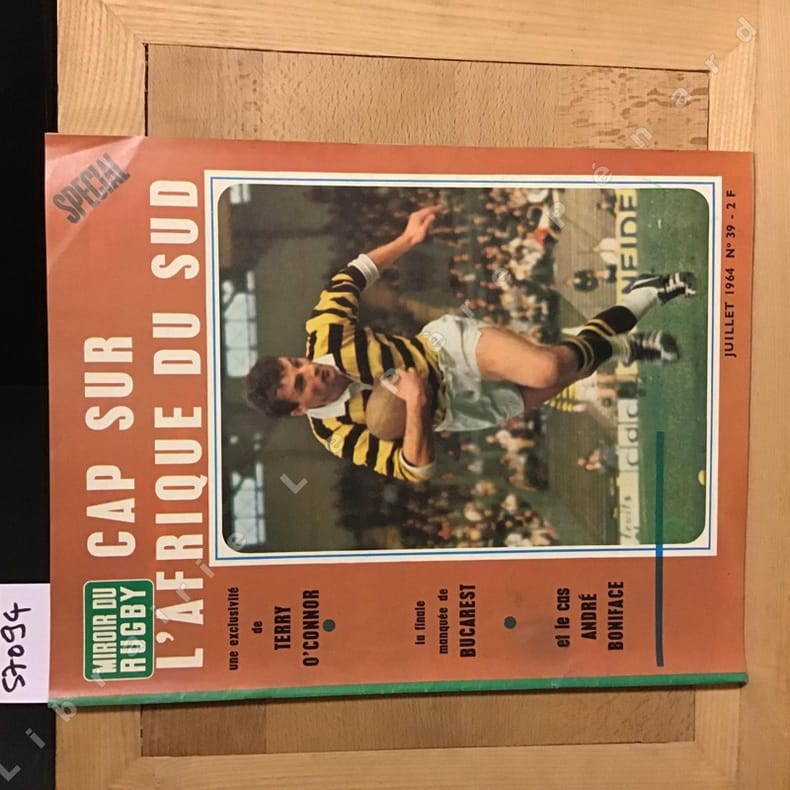 SPECIAL
MIROIR DU
RUGBY
CAP SUR
L'AFRIQUE DU SUD
une exclusivité
de
TERRY
O'CONNOR
la finale
manquée de
BUCAREST
et le cas
ANDRÉ
BONIFACE
JUILLET 1964 N° 39 - 2 F
57094